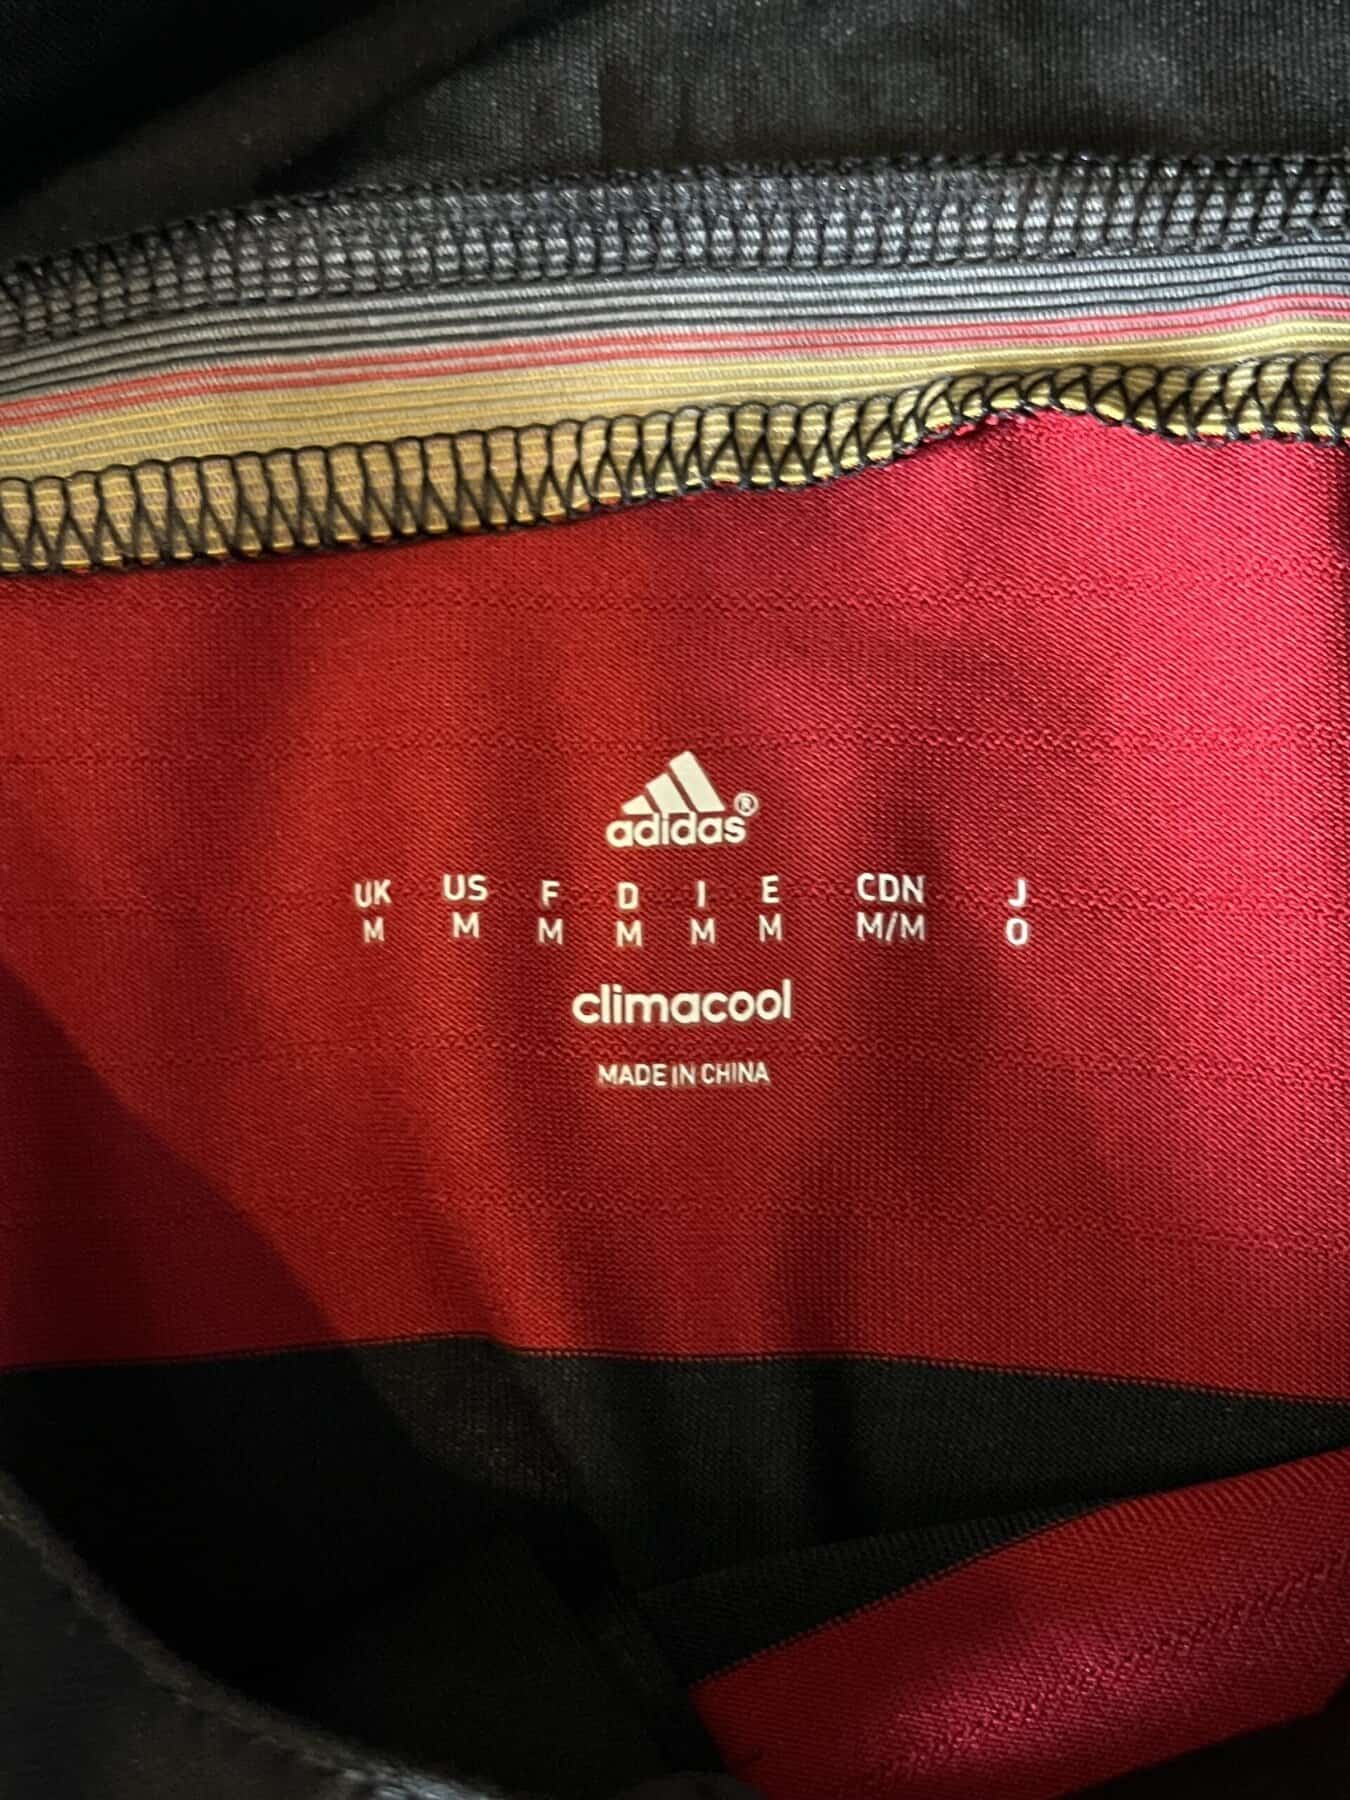 adidas®
UK US F D I E CDN J
M M M M M M M/M O
climacool
MADE IN CHINA